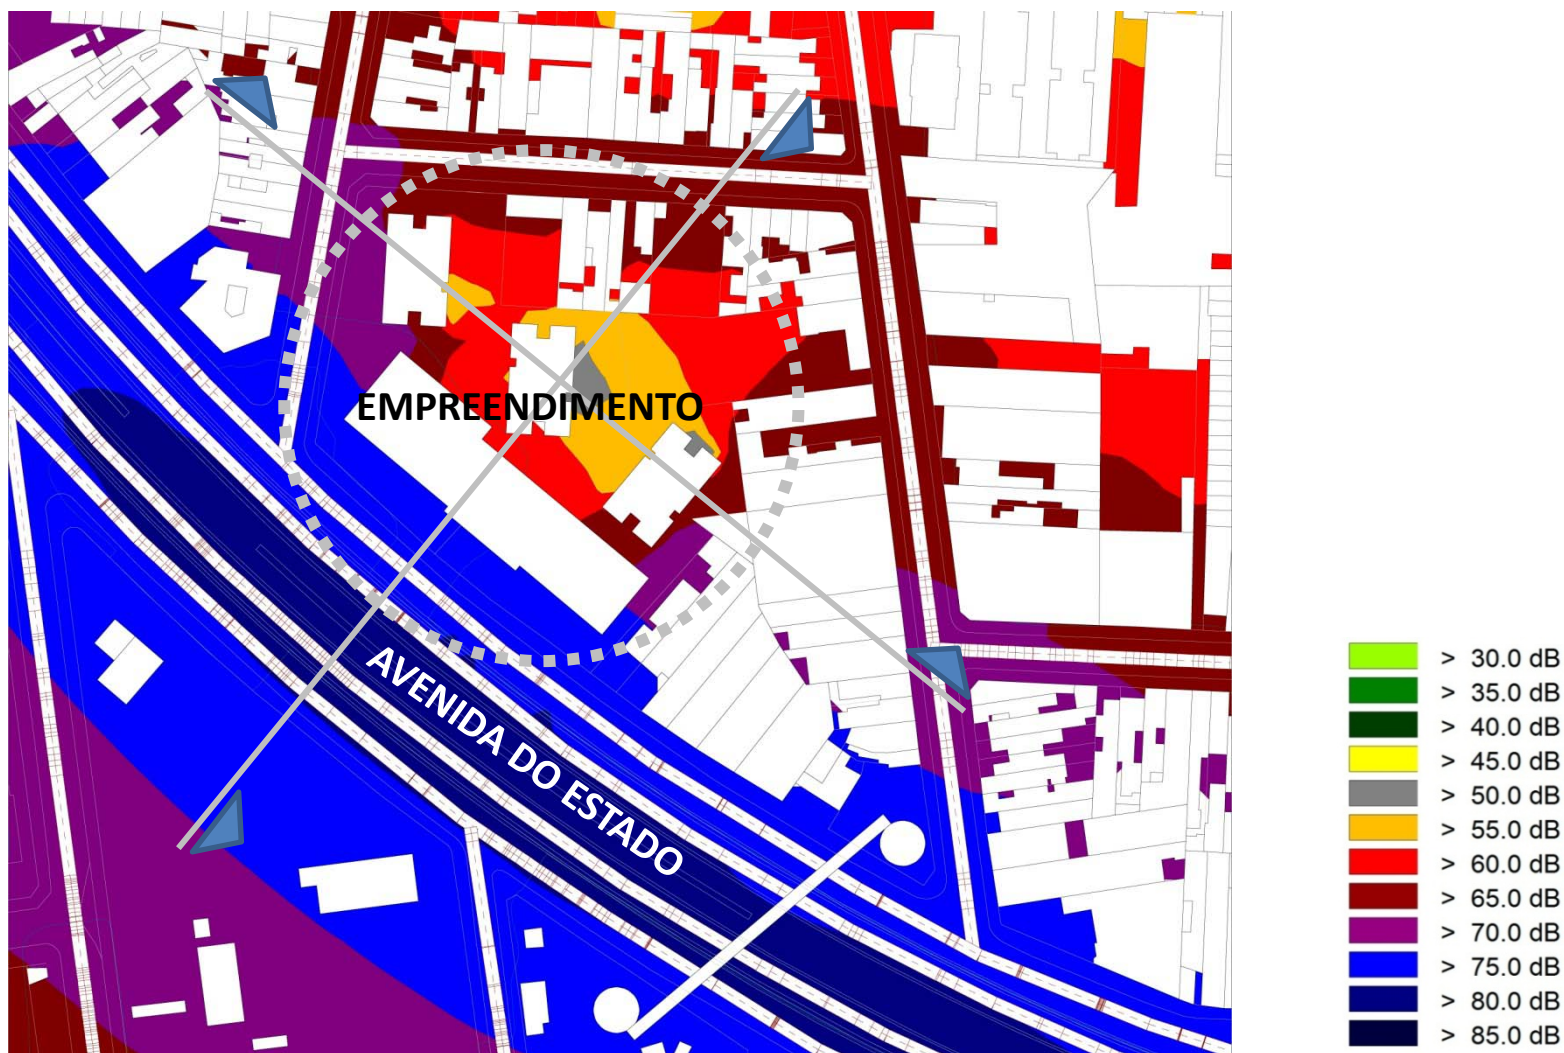 EMPREENDIMENTO
AVENIDA DO ESTADO
> 30.0 dB
> 35.0 dB
> 40.0 dB
> 45.0 dB
> 50.0 dB
> 55.0 dB
> 60.0 dB
> 65.0 dB
> 70.0 dB
> 75.0 dB
> 80.0 dB
> 85.0 dB